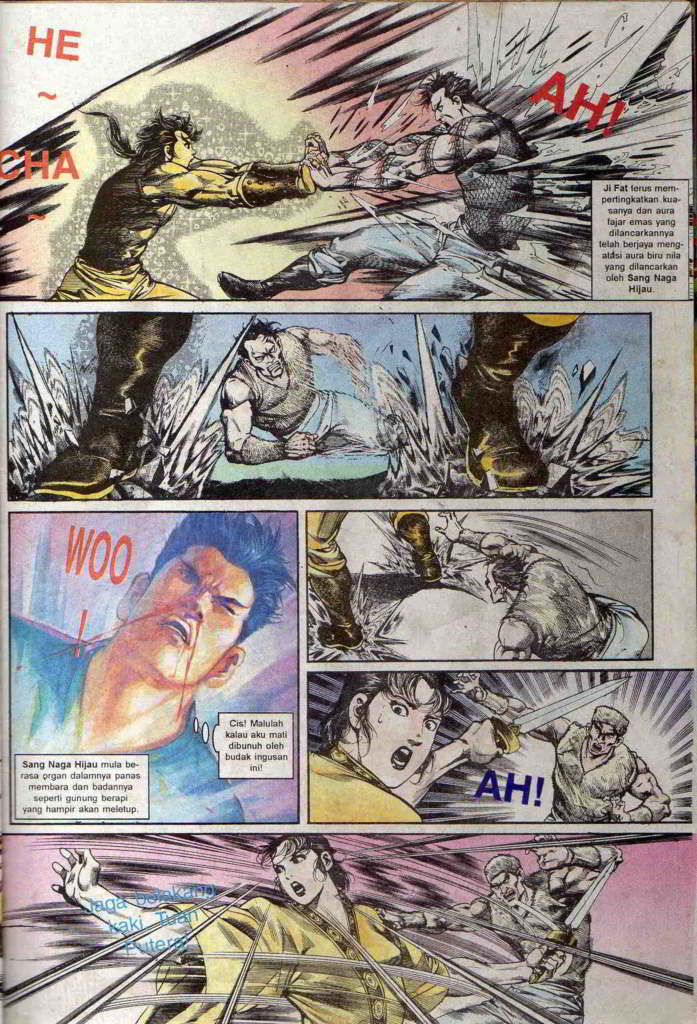 HE
~
CHA
~
AH!
Ji Fat terus mem-
pertingkatkan kua-
sanya dan aura
fajar emas yang
dilancarkannya
telah berjaya meng-
atasi aura biru nila
yang dilancarkan
oleh Sang Naga
Hijau.
WOO
!
Cis! Malulah
kalau aku mati
dibunuh oleh
budak ingusan
ini!
Sang Naga Hijau mula be-
rasa organ dalamnya panas
membara dan badannya
seperti gunung berapi
yang hampir akan meletup.
AH!
Jaga belakang
kaki Tuan
Puteri!